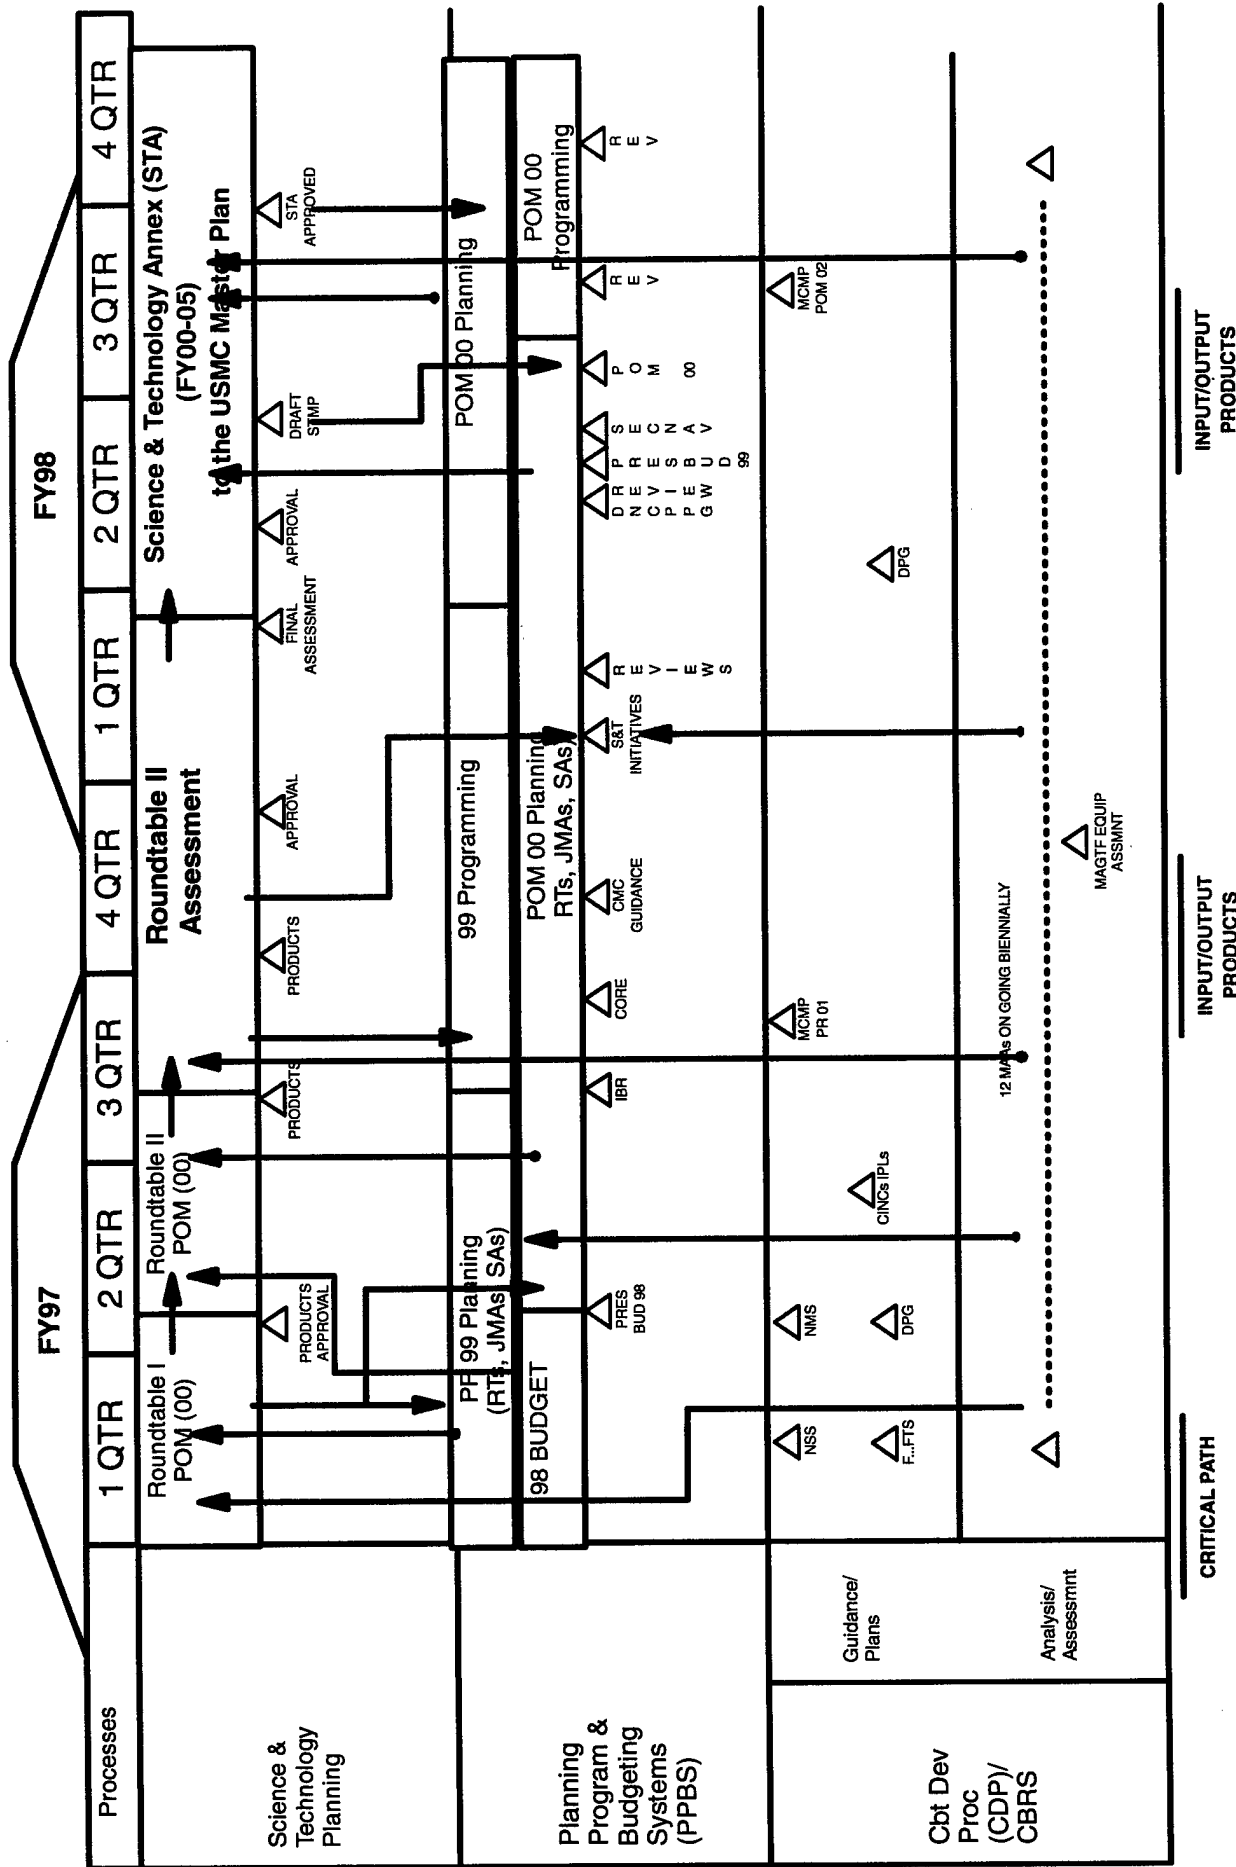 FY97
FY98
Processes
1 QTR
2 QTR
3 QTR
4 QTR
1 QTR
2 QTR
3 QTR
4 QTR
Science &
Technology
Planning
Roundtable I
POM (00)
Roundtable II
POM (00)
Roundtable II
Assessment
Science & Technology Annex (STA)
(FY00-05)
to the USMC Master Plan
PRODUCTS
APPROVAL
PRODUCTS
PRODUCTS
APPROVAL
FINAL
ASSESSMENT
APPROVAL
DRAFT
STMP
STA
APPROVED
Planning
Program &
Budgeting
Systems
(PPBS)
PR 99 Planning
(RTs, JMAs, SAs)
99 Programming
POM 00 Planning
98 BUDGET
POM 00 Planning
RTs, JMAs, SAs)
POM 00
Programming
PRES
BUD 98
IBR
CORE
CMC
GUIDANCE
S&T
INITIATIVES
REVIEWS
DNCPPG
REVIEW
PRESBUD
99
SECNAV
POM 00
REV
REV
Cbt Dev
Proc
(CDP)/
CBRS
Guidance/
Plans
NSS
NMS
MCMP
PR 01
MCMP
POM 02
F...FTS
DPG
CINCs IPLs
DPG
Analysis/
Assessmnt
12 MAAs ON GOING BIENNIALLY
MAGTF EQUIP
ASSMNT
CRITICAL PATH
INPUT/OUTPUT
PRODUCTS
INPUT/OUTPUT
PRODUCTS